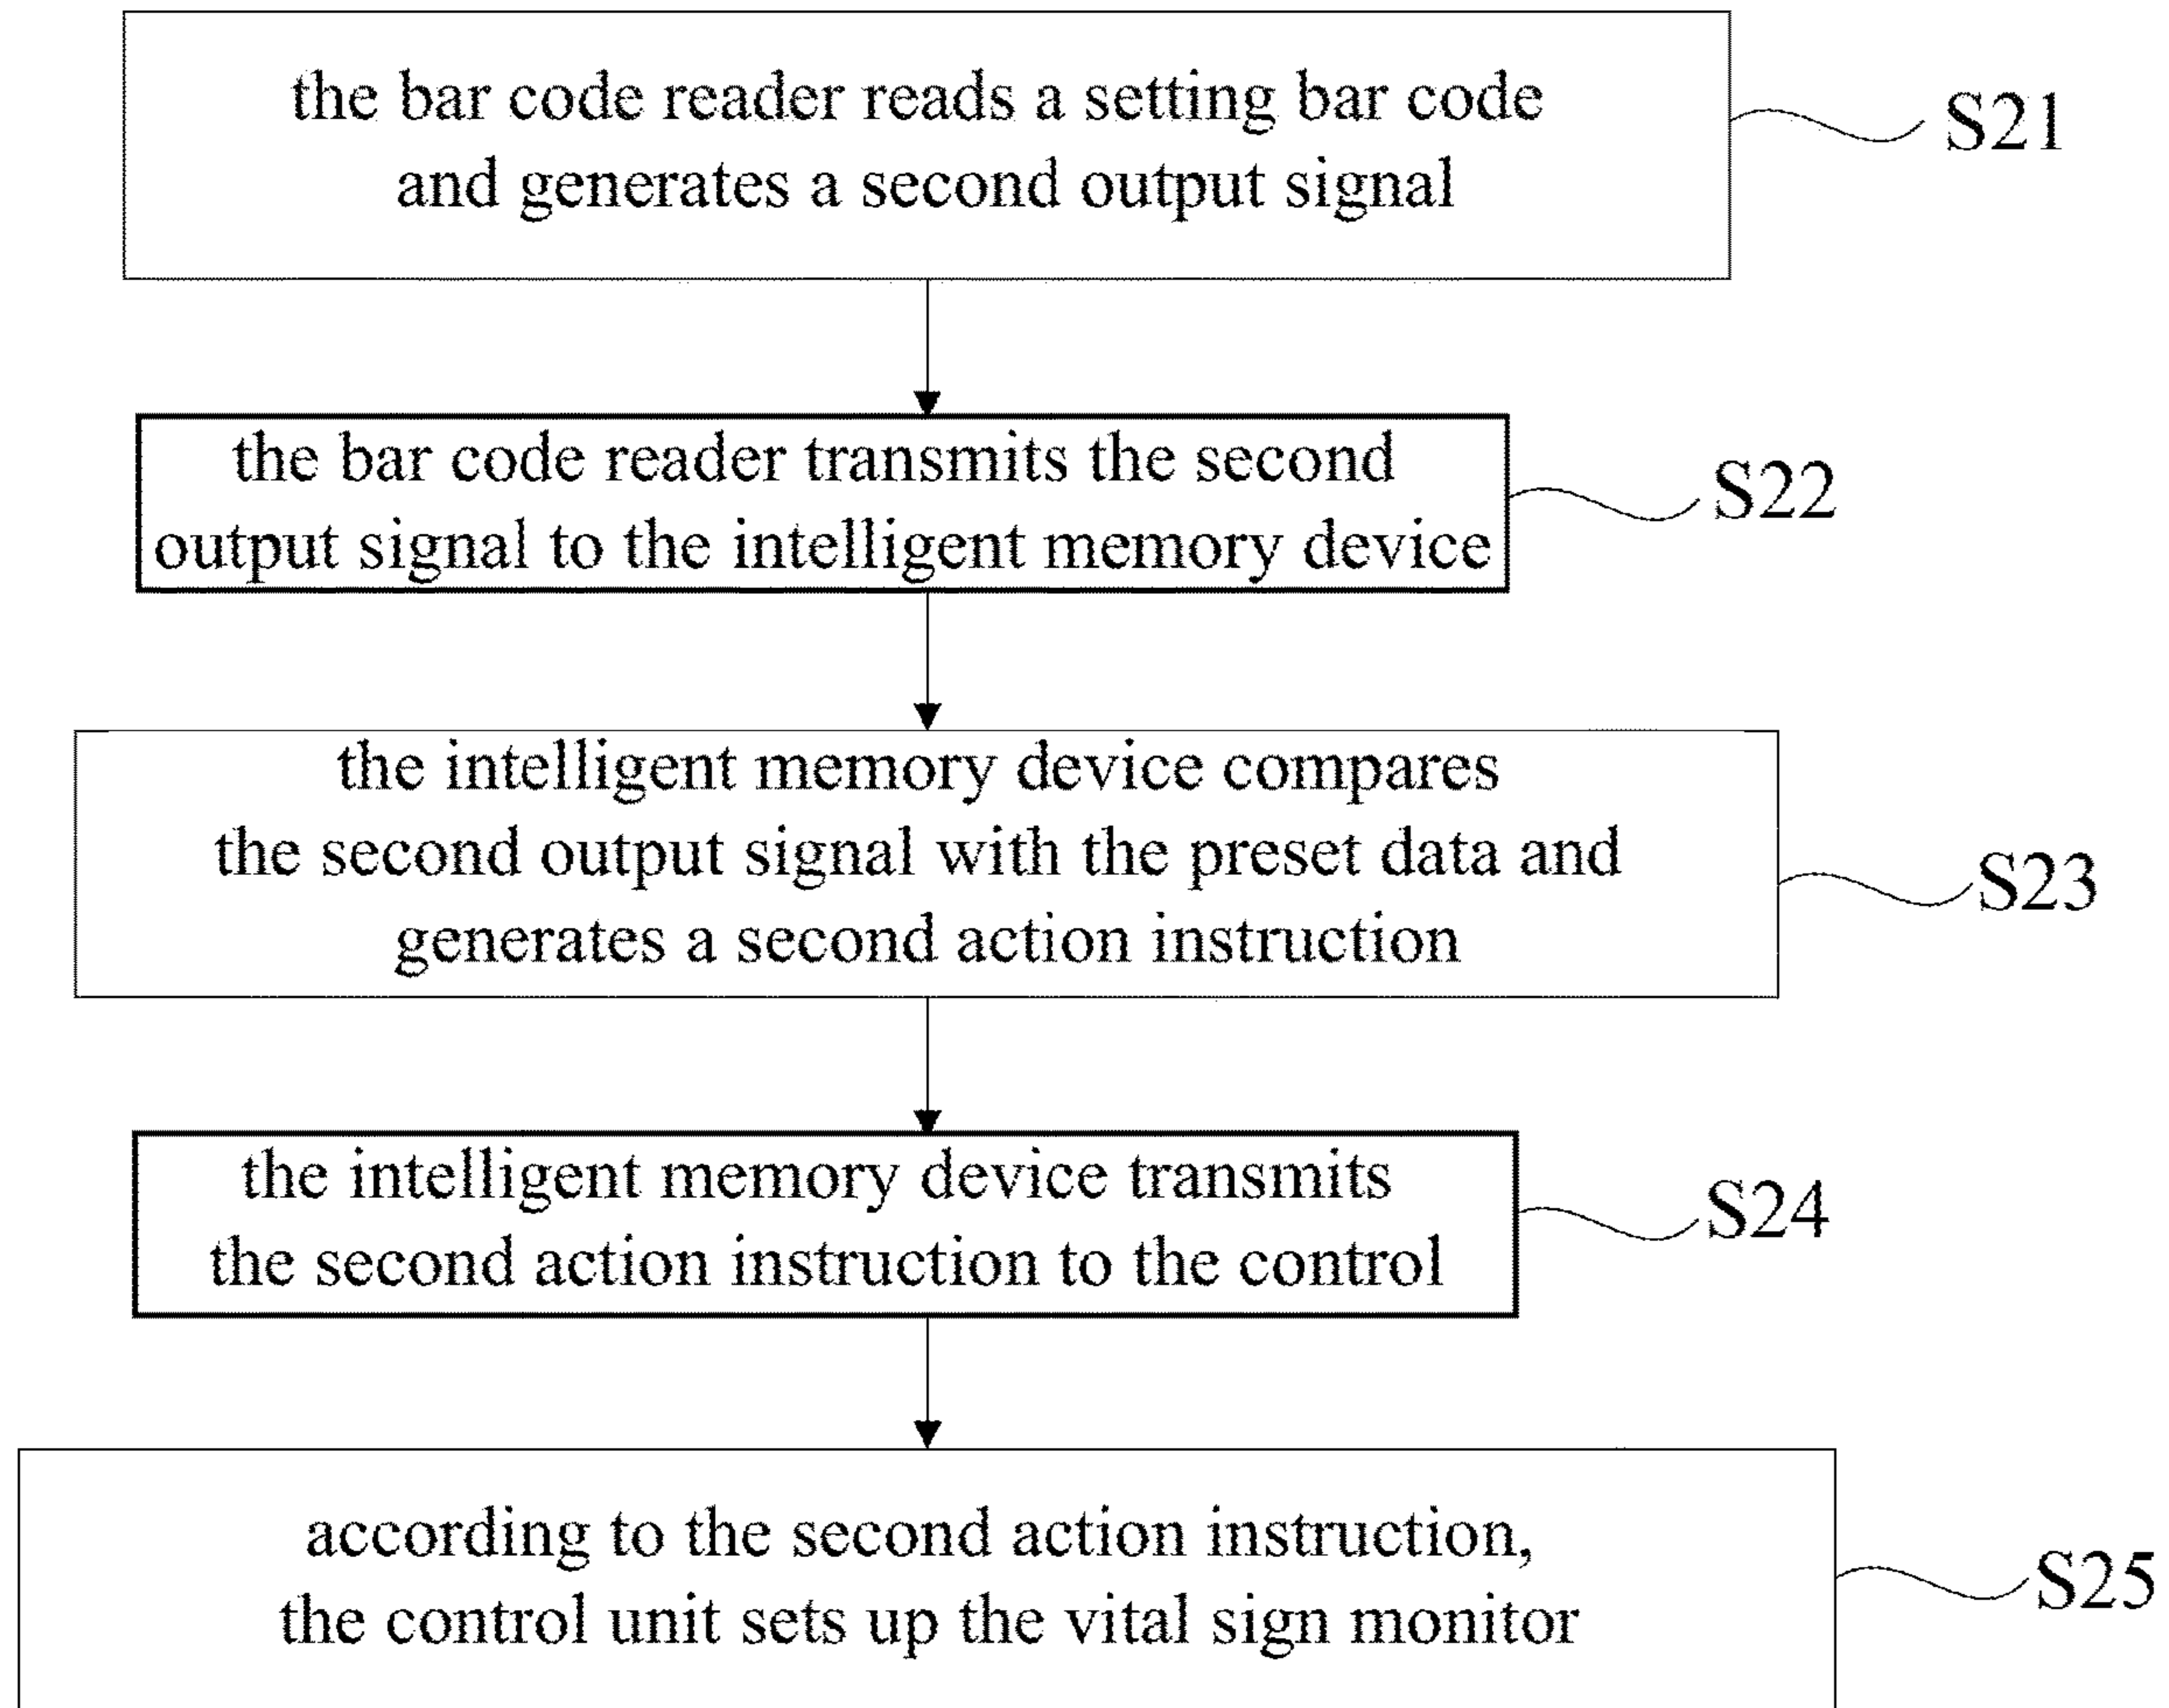 the bar code reader reads a setting bar code
and generates a second output signal
S21
the bar code reader transmits the second
output signal to the intelligent memory device
S22
the intelligent memory device compares
the second output signal with the preset data and
generates a second action instruction
S23
the intelligent memory device transmits
the second action instruction to the control
S24
according to the second action instruction,
the control unit sets up the vital sign monitor
S25